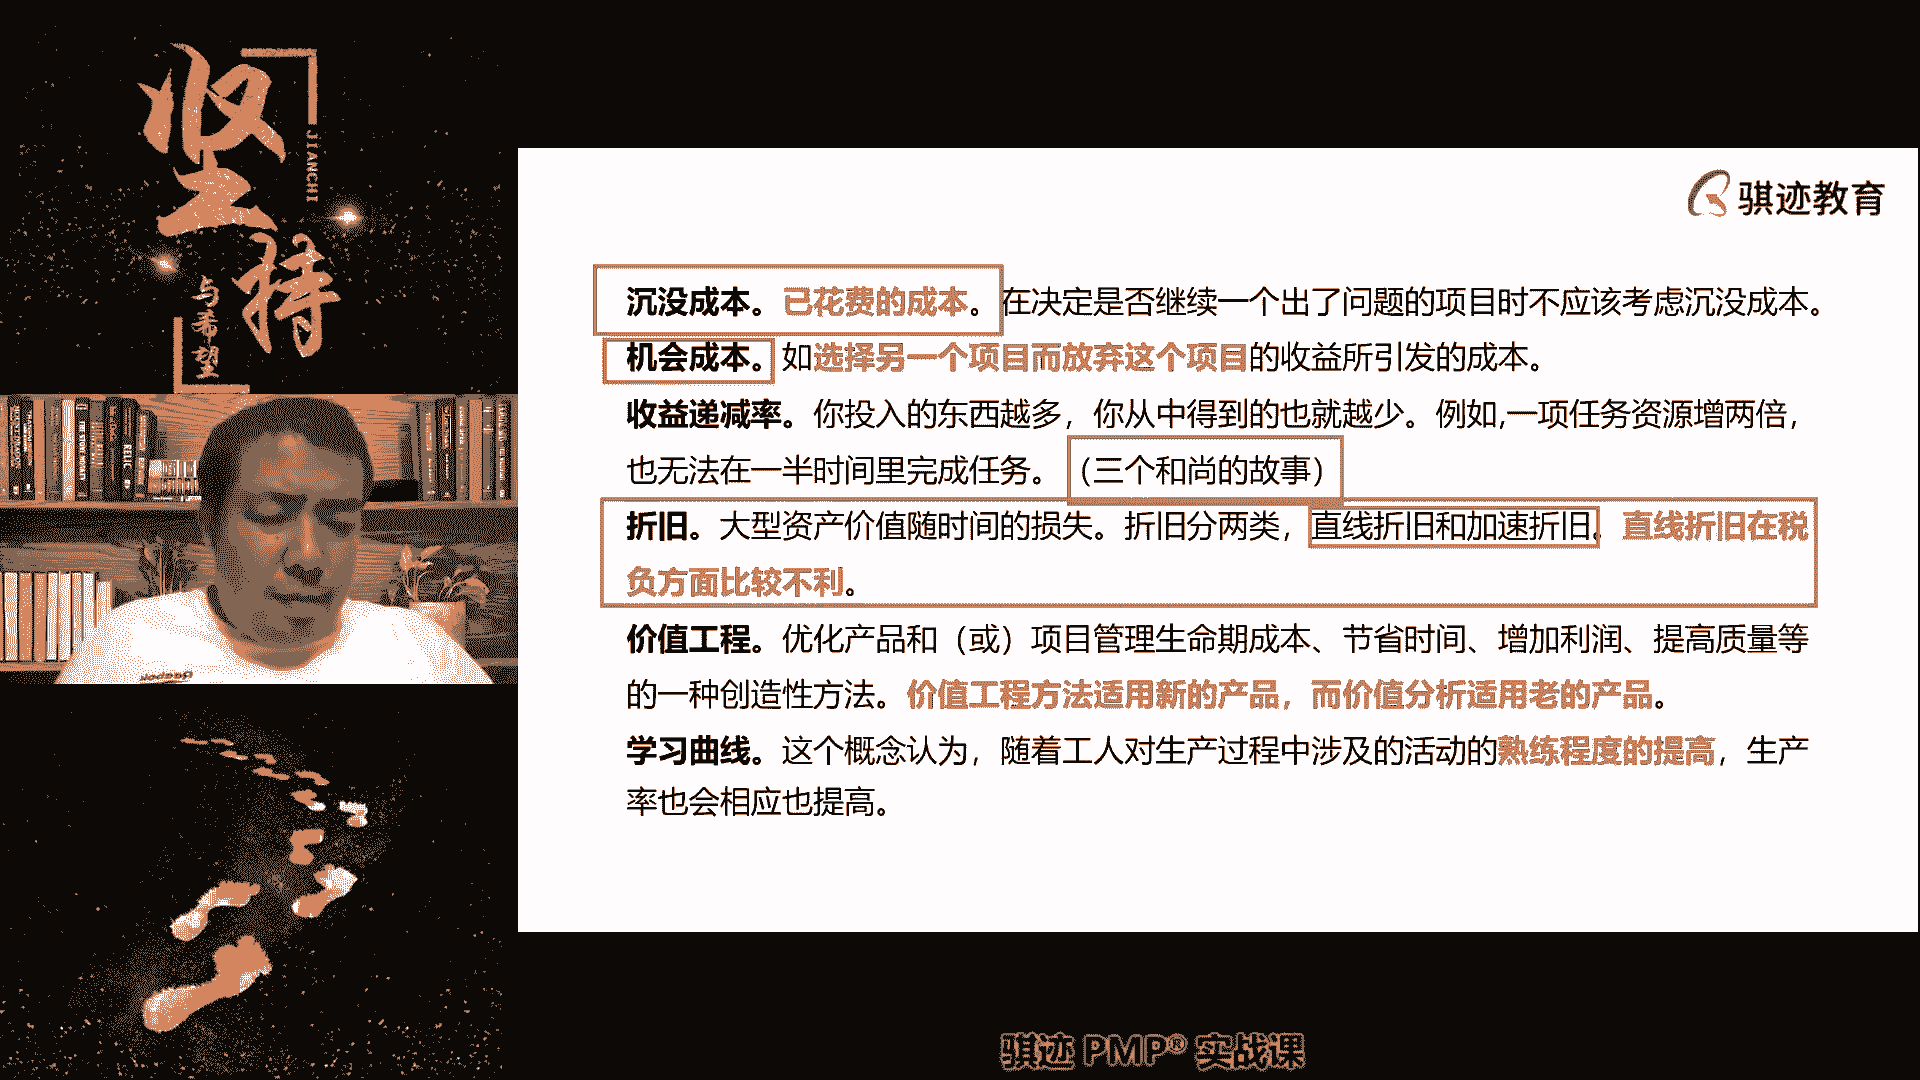 坚持
JIANCHI
与希望
骐迹教育
沉没成本。已花费的成本。在决定是否继续一个出了问题的项目时不应该考虑沉没成本。
机会成本。如选择另一个项目而放弃这个项目的收益所引发的成本。
收益递减率。你投入的东西越多，你从中得到的也就越少。例如,一项任务资源增两倍，
也无法在一半时间里完成任务。（三个和尚的故事）
折旧。大型资产价值随时间的损失。折旧分两类，直线折旧和加速折旧。直线折旧在税
负方面比较不利。
价值工程。优化产品和（或）项目管理生命期成本、节省时间、增加利润、提高质量等
的一种创造性方法。价值工程方法适用新的产品，而价值分析适用老的产品。
学习曲线。这个概念认为，随着工人对生产过程中涉及的活动的熟练程度的提高，生产
率也会相应也提高。
骐迹 PMP® 实战课